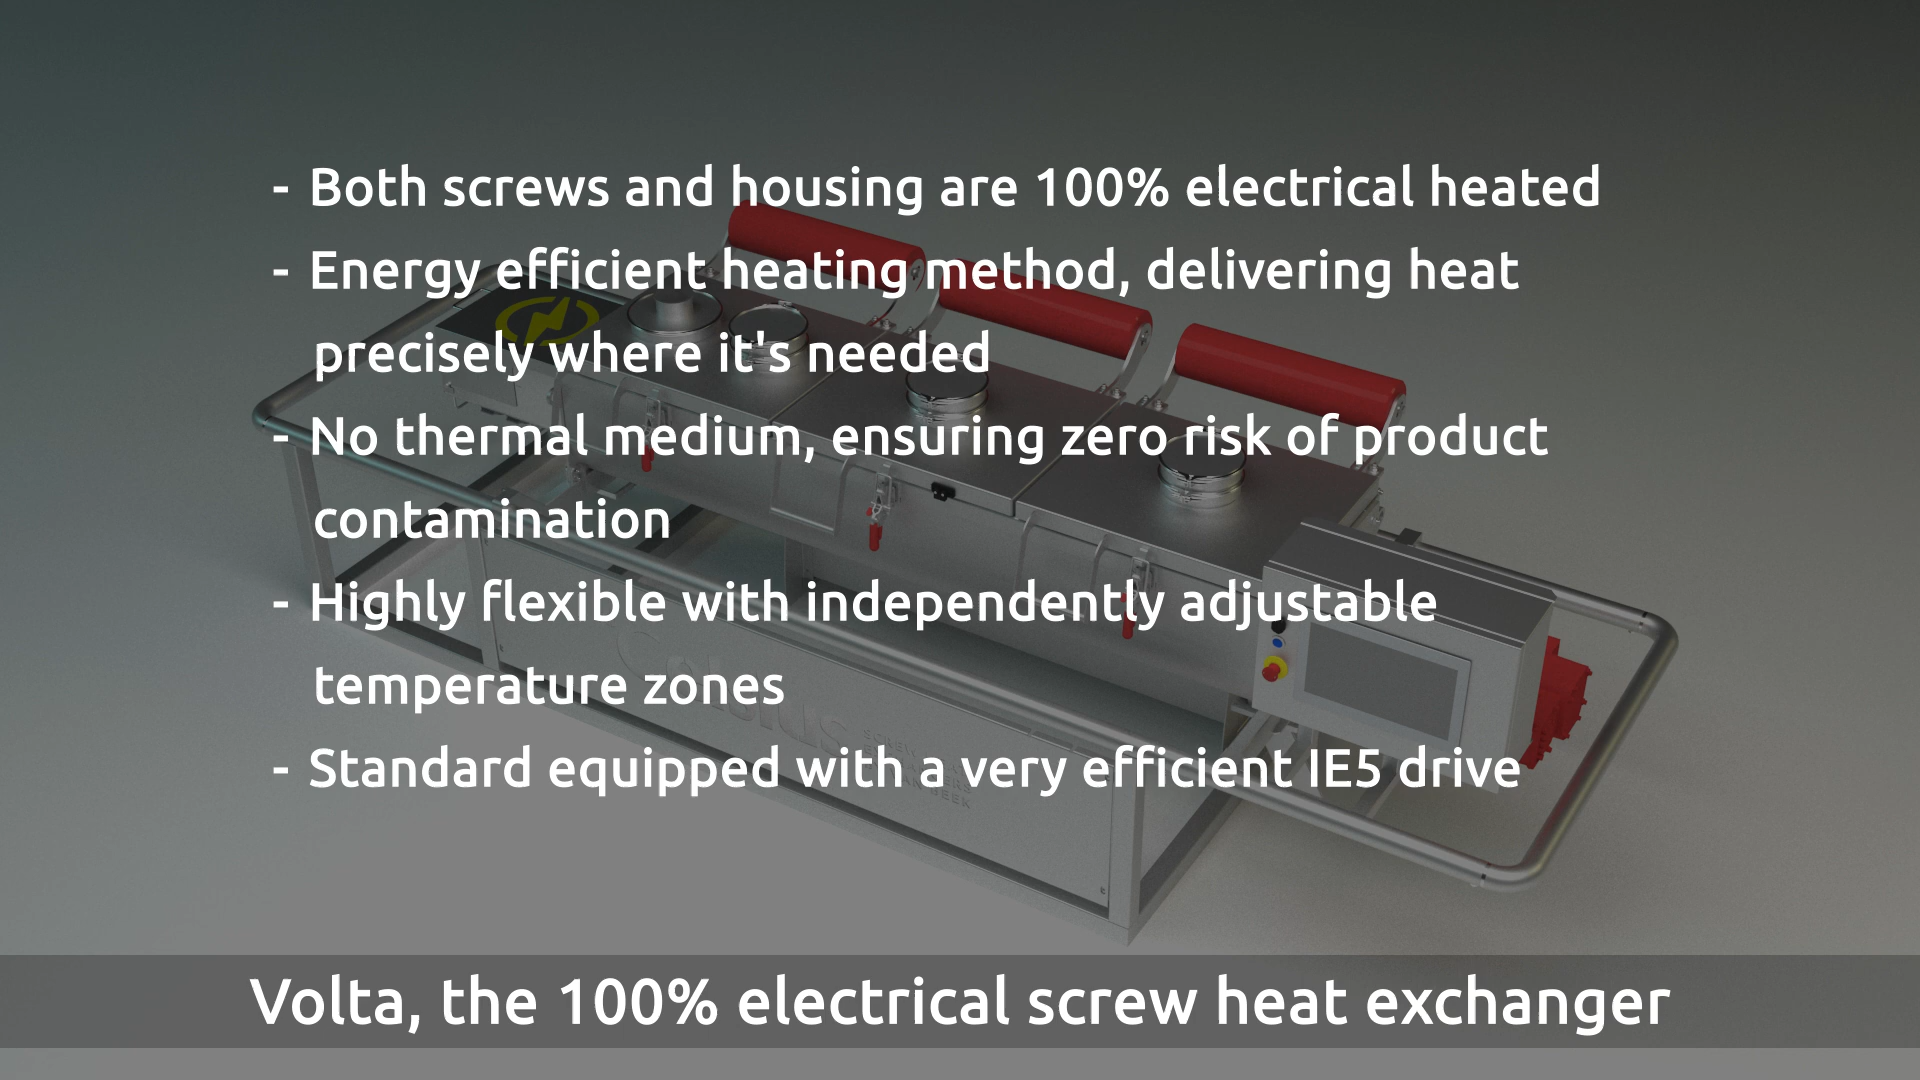 - Both screws and housing are 100% electrical heated
- Energy efficient heating method, delivering heat
precisely where it's needed
- No thermal medium, ensuring zero risk of product
contamination
- Highly flexible with independently adjustable
temperature zones
- Standard equipped with a very efficient IE5 drive
Celsius
Volta, the 100% electrical screw heat exchanger